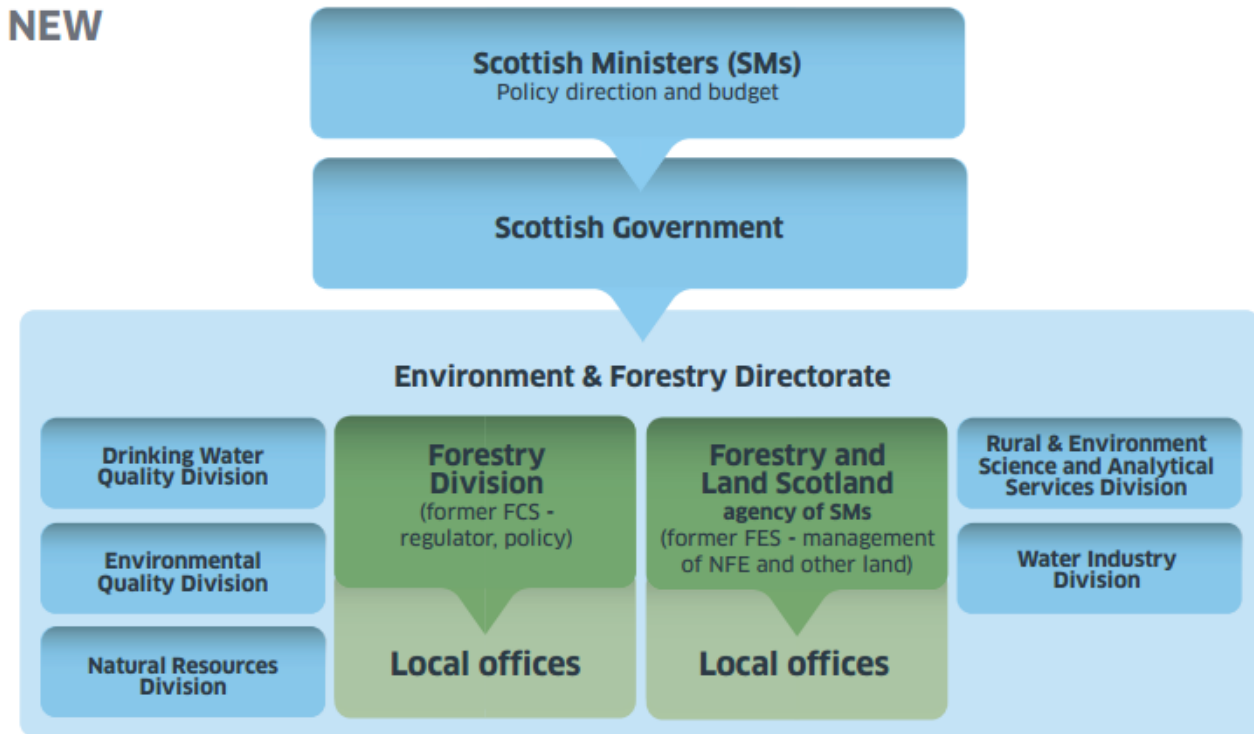 NEW
Scottish Ministers (SMs)
Policy direction and budget
Scottish Government
Environment & Forestry Directorate
Drinking Water
Quality Division
Environmental
Quality Division
Natural Resources
Division
Forestry
Division
(former FCS -
regulator, policy)
Local offices
Forestry and
Land Scotland
agency of SMs
(former FES - management
of NFE and other land)
Local offices
Rural & Environment
Science and Analytical
Services Division
Water Industry
Division